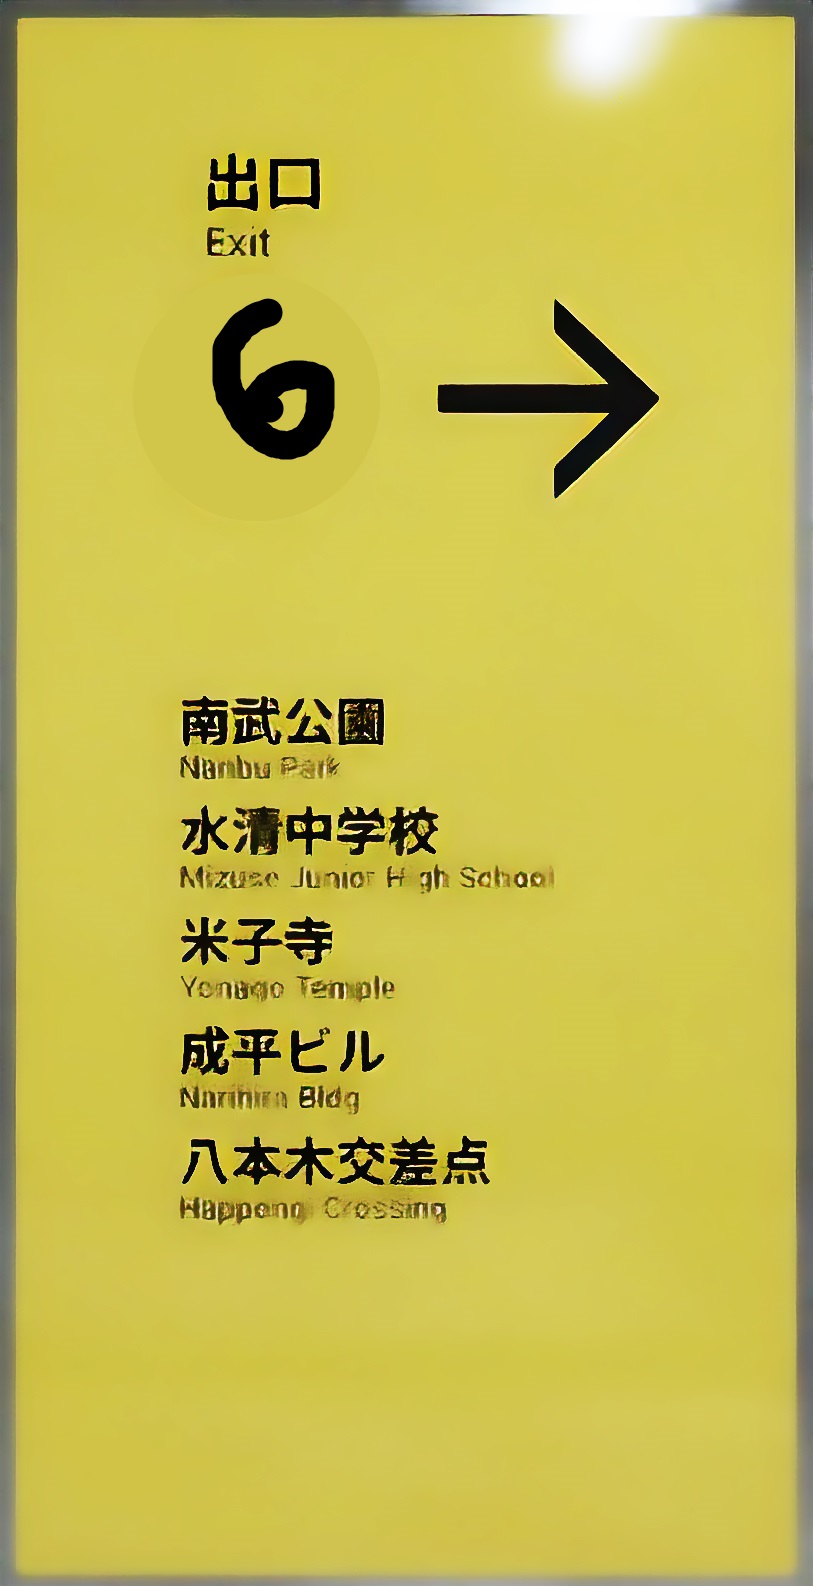 出口
Exit
6
南武公園
Nanbu Park
水清中学校
Mizuse Junior High School
米子寺
Yonago Temple
成平ビル
Narihira Bldg
八本木交差点
Crossing